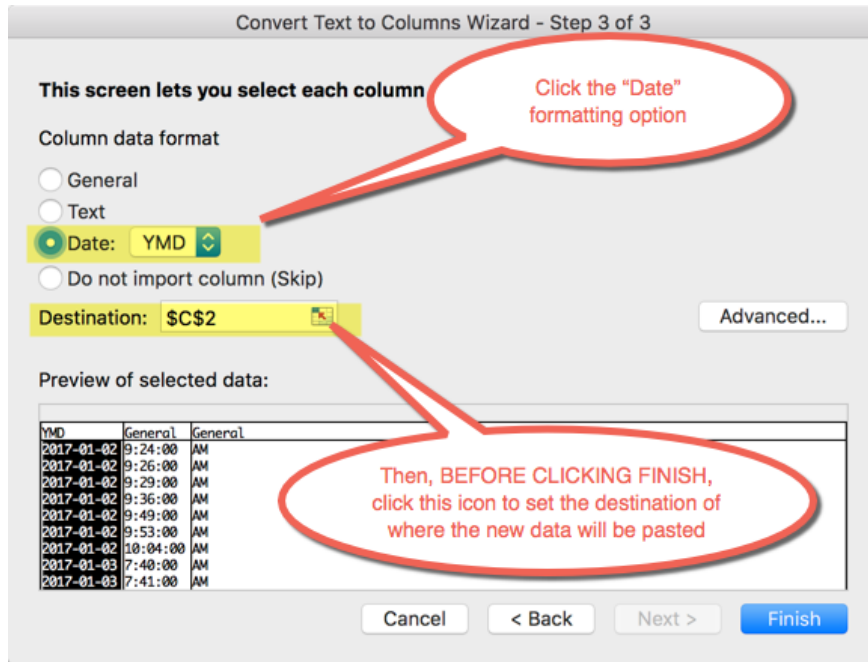 Convert Text to Columns Wizard - Step 3 of 3
This screen lets you select each column
Click the “Date”
formatting option
Column data format
General
Text
Date: YMD
Do not import column (Skip)
Destination: $C$2
Advanced...
Preview of selected data:
YMD General General
2017-01-02 9:24:00 AM
2017-01-02 9:26:00 AM
2017-01-02 9:29:00 AM
2017-01-02 9:36:00 AM
2017-01-02 9:49:00 AM
2017-01-02 9:53:00 AM
2017-01-02 10:04:00 AM
2017-01-03 7:40:00 AM
2017-01-03 7:41:00 AM
Then, BEFORE CLICKING FINISH,
click this icon to set the destination of
where the new data will be pasted
Cancel < Back Next > Finish